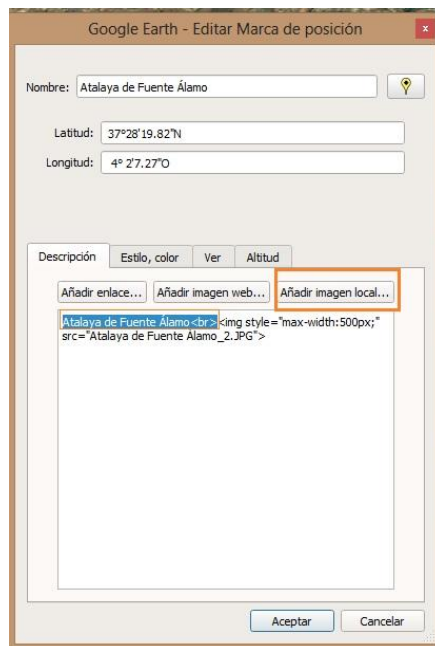 Google Earth - Editar Marca de posición
x
Nombre: Atalaya de Fuente Álamo
Latitud: 37°28'19.82"N
Longitud: 4° 2'7.27"O
Descripción Estilo, color Ver Altitud
Añadir enlace... Añadir imagen web... Añadir imagen local...
Atalaya de Fuente Álamo<br><img style="max-width:500px;"
src="Atalaya de Fuente Álamo_2.JPG">
Aceptar Cancelar